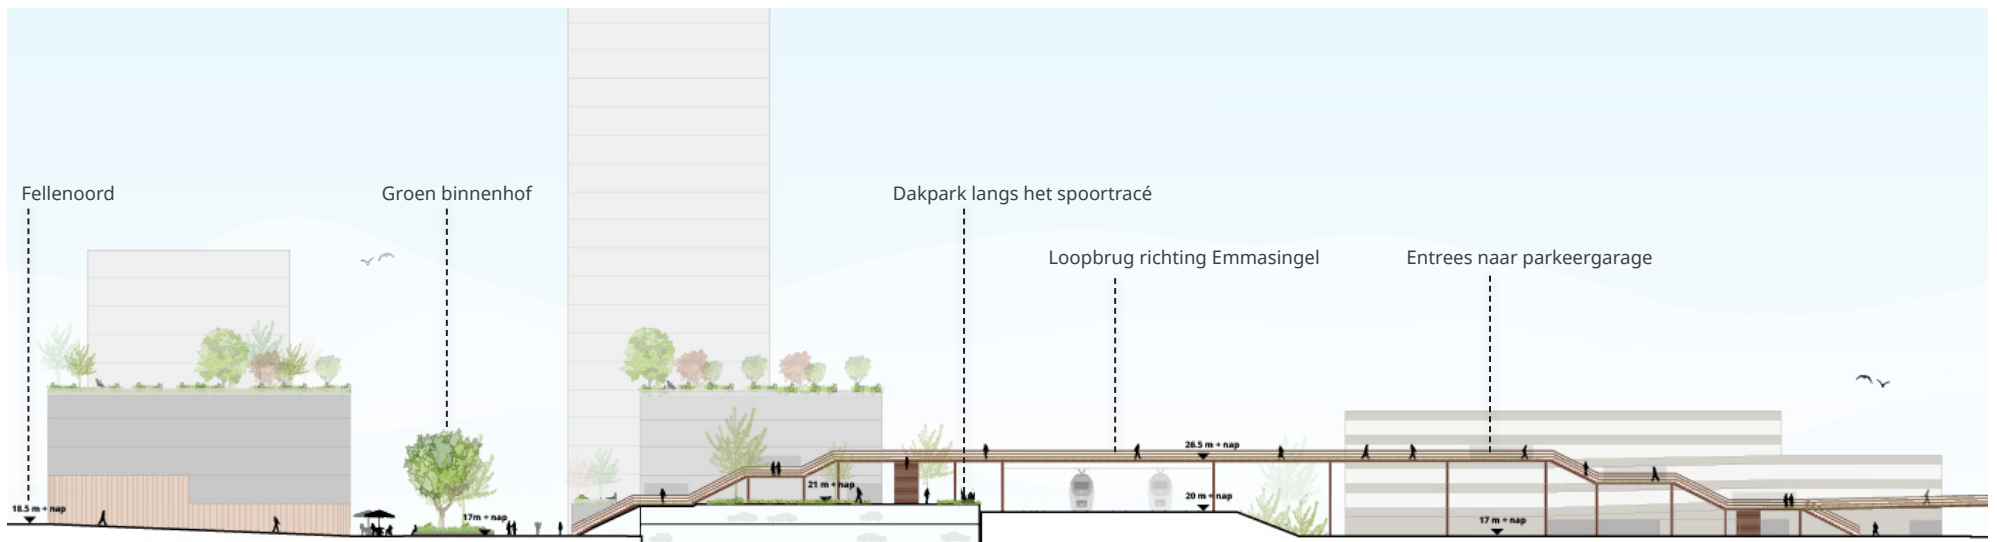 Fellenoord
Groen binnenhof
Dakpark langs het spoortracé
Loopbrug richting Emmasingel
Entrees naar parkeergarage
26.5 m + nap
21 m + nap
20 m + nap
18.5 m + nap
17m + nap
17 m + nap